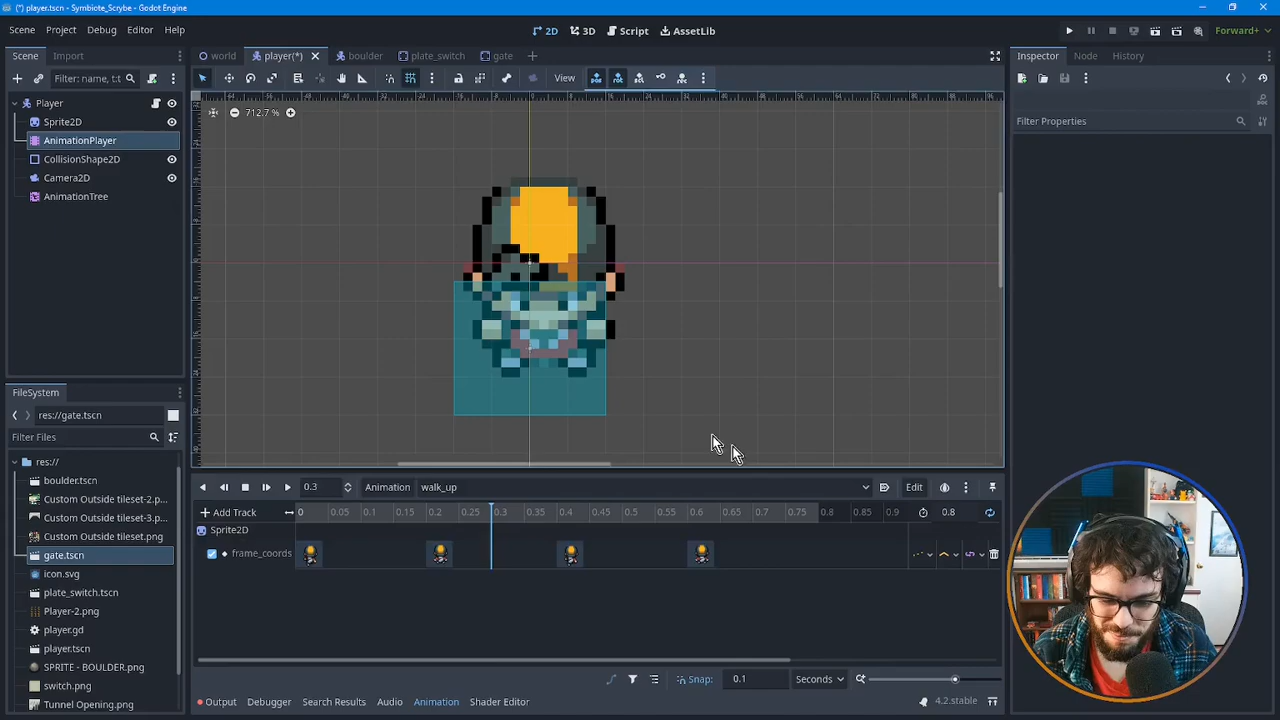 (*) player.tscn - Symbiote_Scrybe - Godot Engine
Scene Project Debug Editor Help
2D 3D Script AssetLib
Forward+
Scene Import
world player(*) boulder plate_switch gate
Inspector Node History
Filter: name, t:t
View
712.7 %
Filter Properties
Player
Sprite2D
AnimationPlayer
CollisionShape2D
Camera2D
AnimationTree
FileSystem
res://gate.tscn
Filter Files
res://
boulder.tscn
Custom Outside tileset-2.p...
Custom Outside tileset-3.p...
Custom Outside tileset.png
gate.tscn
icon.svg
plate_switch.tscn
Player-2.png
player.gd
player.tscn
SPRITE - BOULDER.png
switch.png
Tunnel Opening.png
0.3 Animation walk_up Edit
Add Track 0 0.05 0.1 0.15 0.2 0.25 0.3 0.35 0.4 0.45 0.5 0.55 0.6 0.65 0.7 0.75 0.8 0.85 0.9 0.8
Sprite2D
frame_coords
Snap: 0.1 Seconds
Output Debugger Search Results Audio Animation Shader Editor
4.2.stable